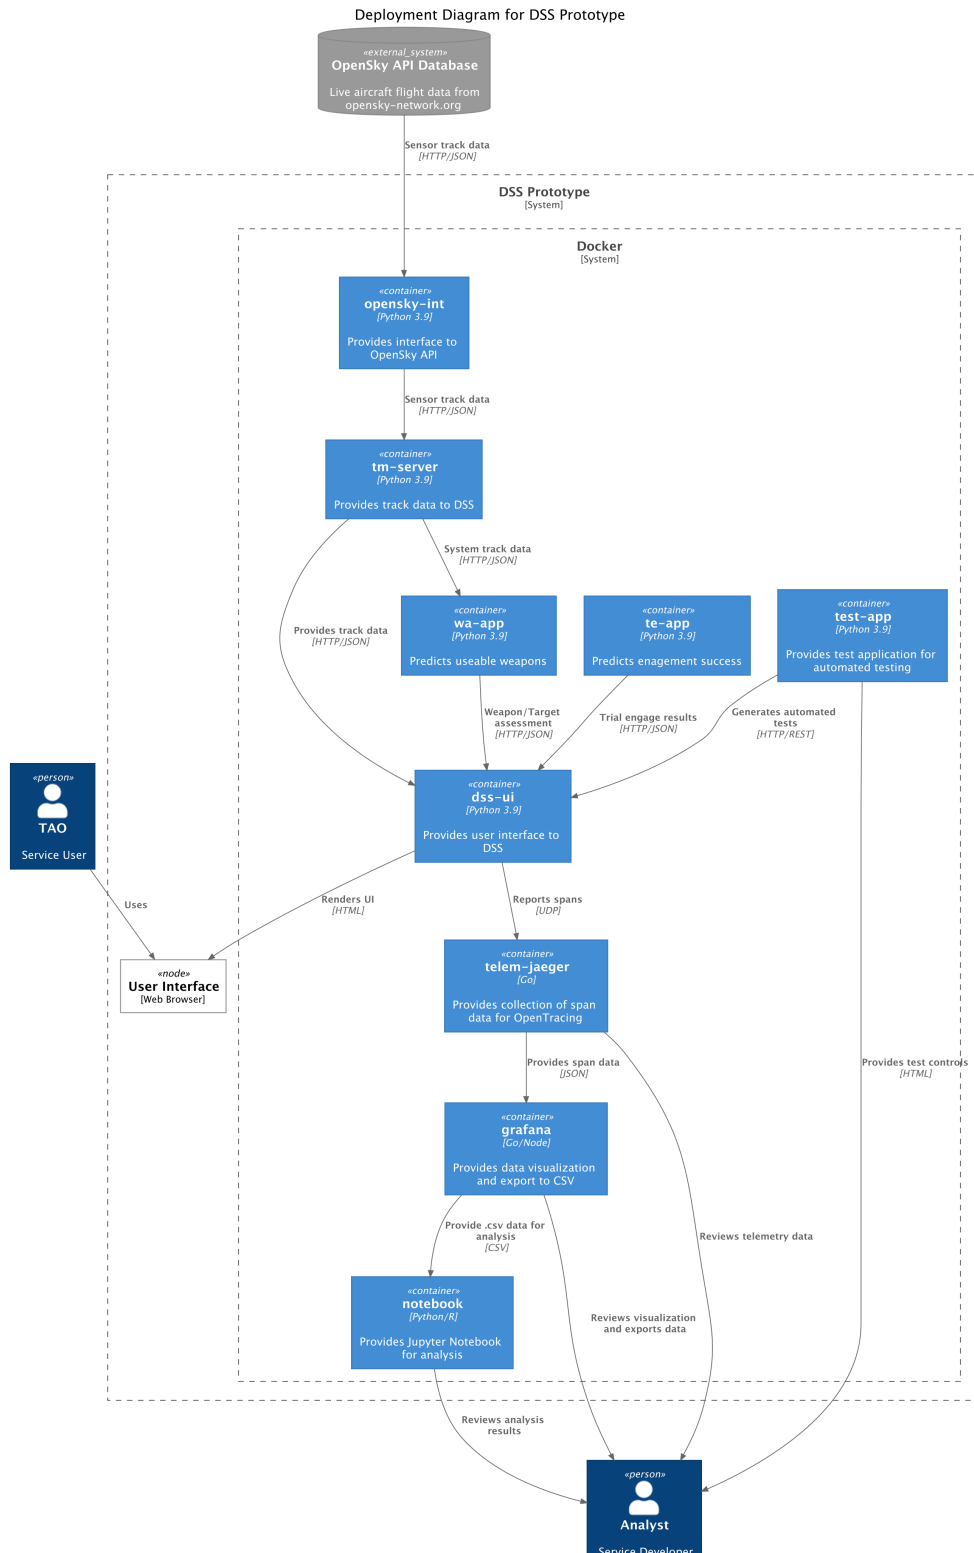 Deployment Diagram for DSS Prototype
«external_system»
OpenSky API Database
Live aircraft flight data from
opensky-network.org
Sensor track data
[HTTP/JSON]
DSS Prototype
[System]
Docker
[System]
«container»
opensky-int
[Python 3.9]
Provides interface to
OpenSky API
Sensor track data
[HTTP/JSON]
«container»
tm-server
[Python 3.9]
Provides track data to DSS
System track data
[HTTP/JSON]
Provides track data
[HTTP/JSON]
«container»
wa-app
[Python 3.9]
Predicts useable weapons
«container»
te-app
[Python 3.9]
Predicts enagement success
«container»
test-app
[Python 3.9]
Provides test application for
automated testing
Weapon/Target
assessment
[HTTP/JSON]
Trial engage results
[HTTP/JSON]
Generates automated
tests
[HTTP/REST]
«person»
TAO
Service User
«container»
dss-ui
[Python 3.9]
Provides user interface to
DSS
Uses
Renders UI
[HTML]
Reports spans
[UDP]
«node»
User Interface
[Web Browser]
«container»
telem-jaeger
[Go]
Provides collection of span
data for OpenTracing
Provides span data
[JSON]
Provides test controls
[HTML]
«container»
grafana
[Go/Node]
Provides data visualization
and export to CSV
Provide .csv data for
analysis
[CSV]
Reviews telemetry data
«container»
notebook
[Python/R]
Provides Jupyter Notebook
for analysis
Reviews visualization
and exports data
Reviews analysis
results
«person»
Analyst
Service Developer